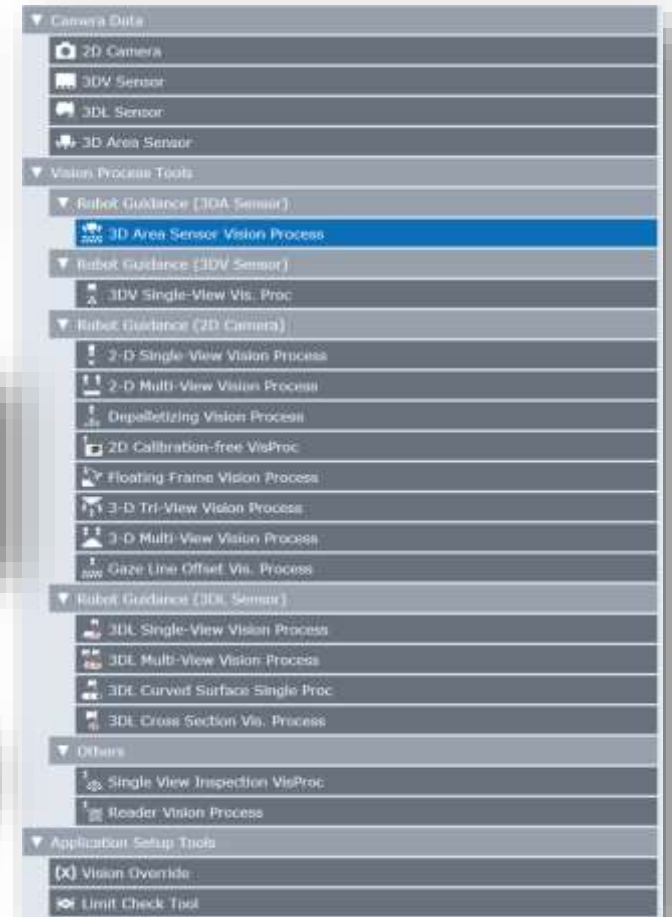 Camera Data
2D Camera
3DV Sensor
3DL Sensor
3D Area Sensor
Vision Process Tools
Robot Guidance (3DA Sensor)
3D Area Sensor Vision Process
Robot Guidance (3DV Sensor)
3DV Single-View Vis. Proc
Robot Guidance (2D Camera)
2-D Single-View Vision Process
2-D Multi-View Vision Process
Depalletizing Vision Process
2D Calibration-free VisProc
Floating Frame Vision Process
3-D Tri-View Vision Process
3-D Multi-View Vision Process
Gaze Line Offset Vis. Process
Robot Guidance (3DL Sensor)
3DL Single-View Vision Process
3DL Multi-View Vision Process
3DL Curved Surface Single Proc
3DL Cross Section Vis. Process
Others
Single View Inspection VisProc
Reader Vision Process
Application Setup Tools
(X) Vision Override
Limit Check Tool